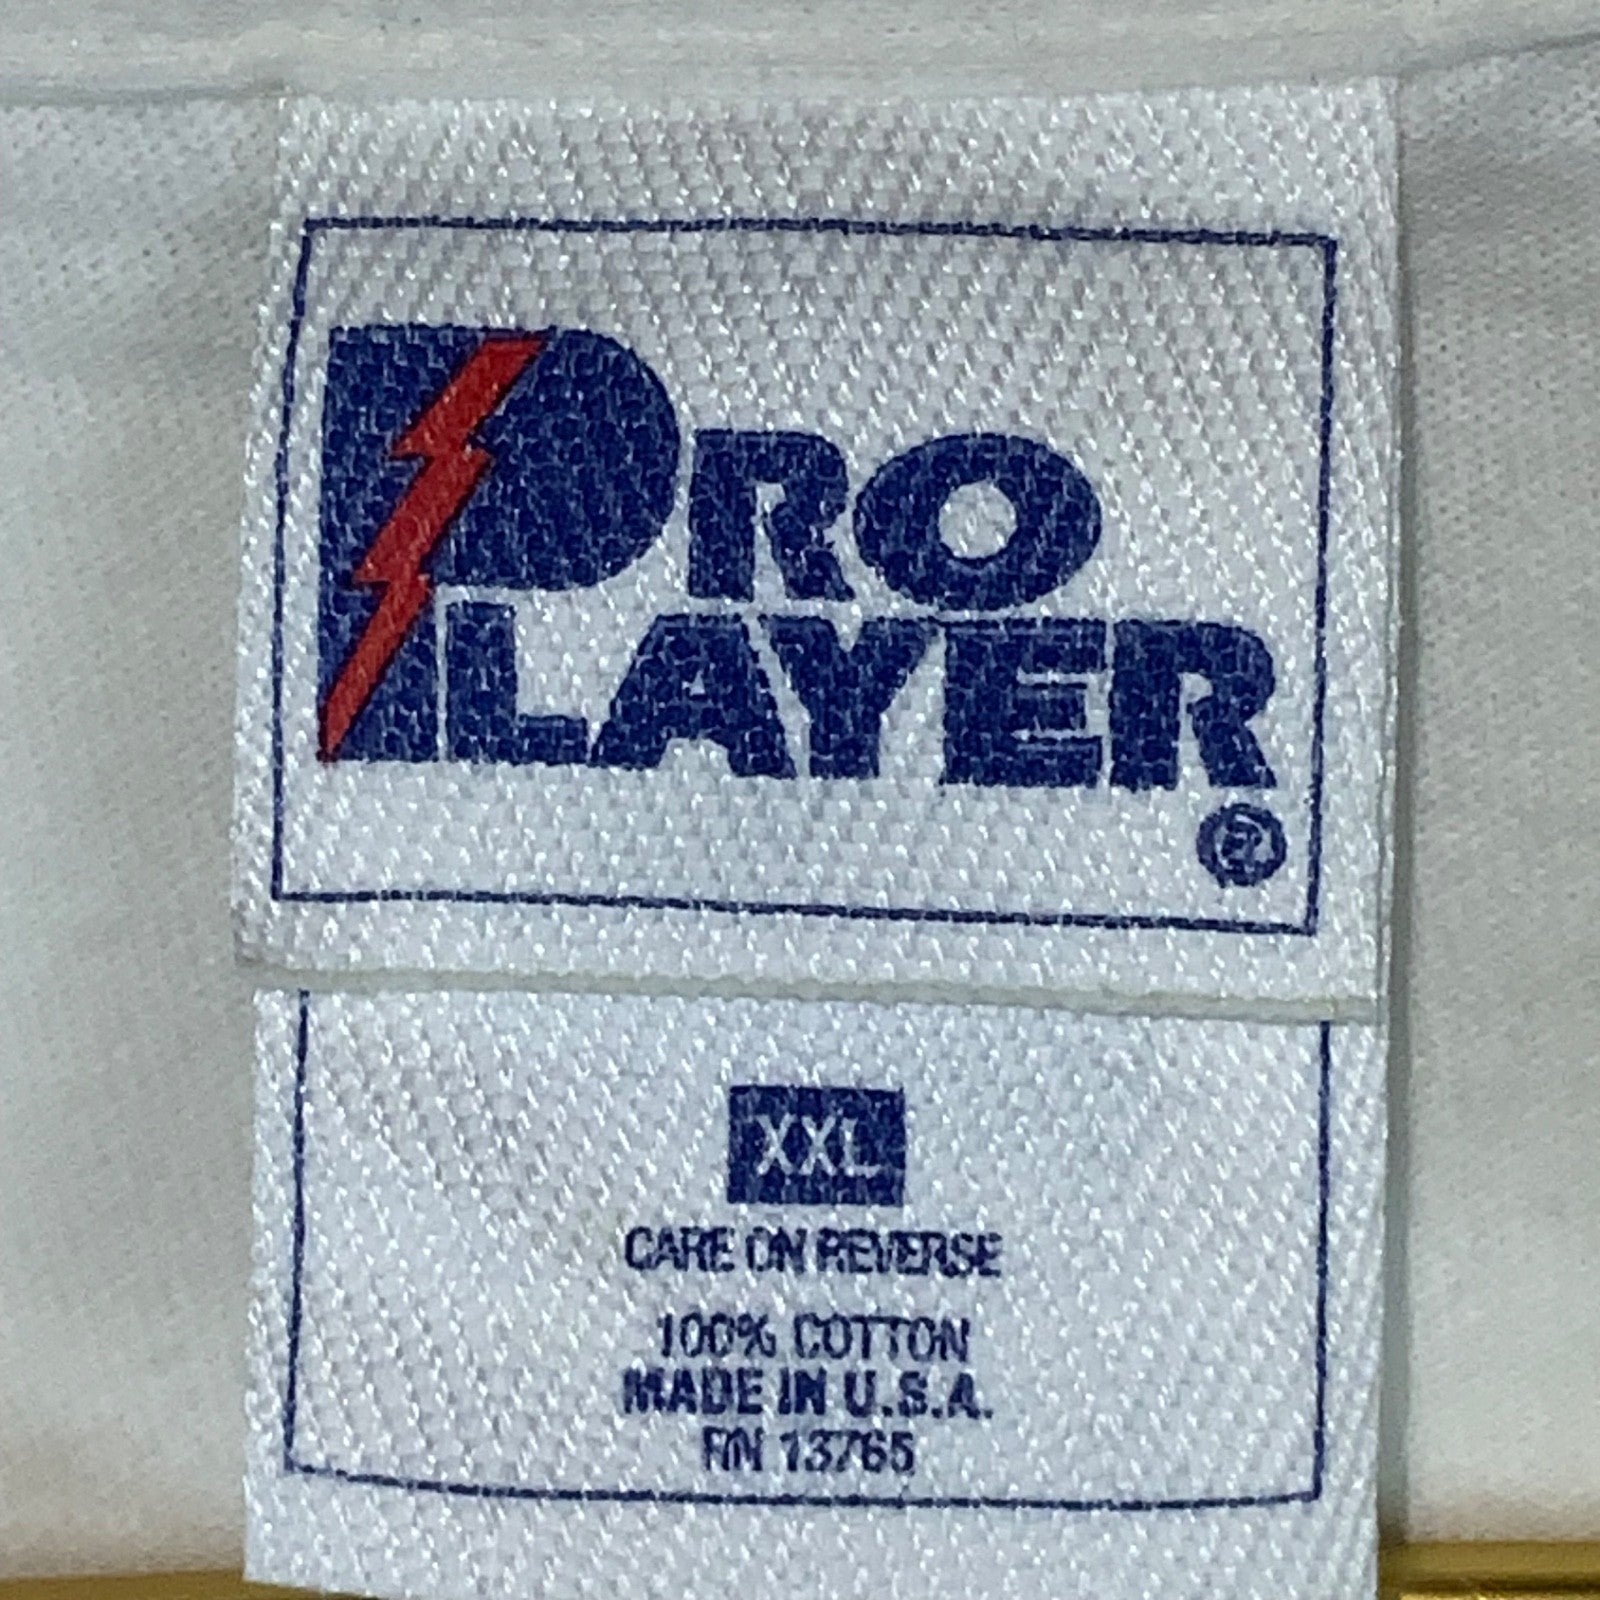 PRO
PLAYER
®
XXL
CARE ON REVERSE
100% COTTON
MADE IN U.S.A.
RN 13765